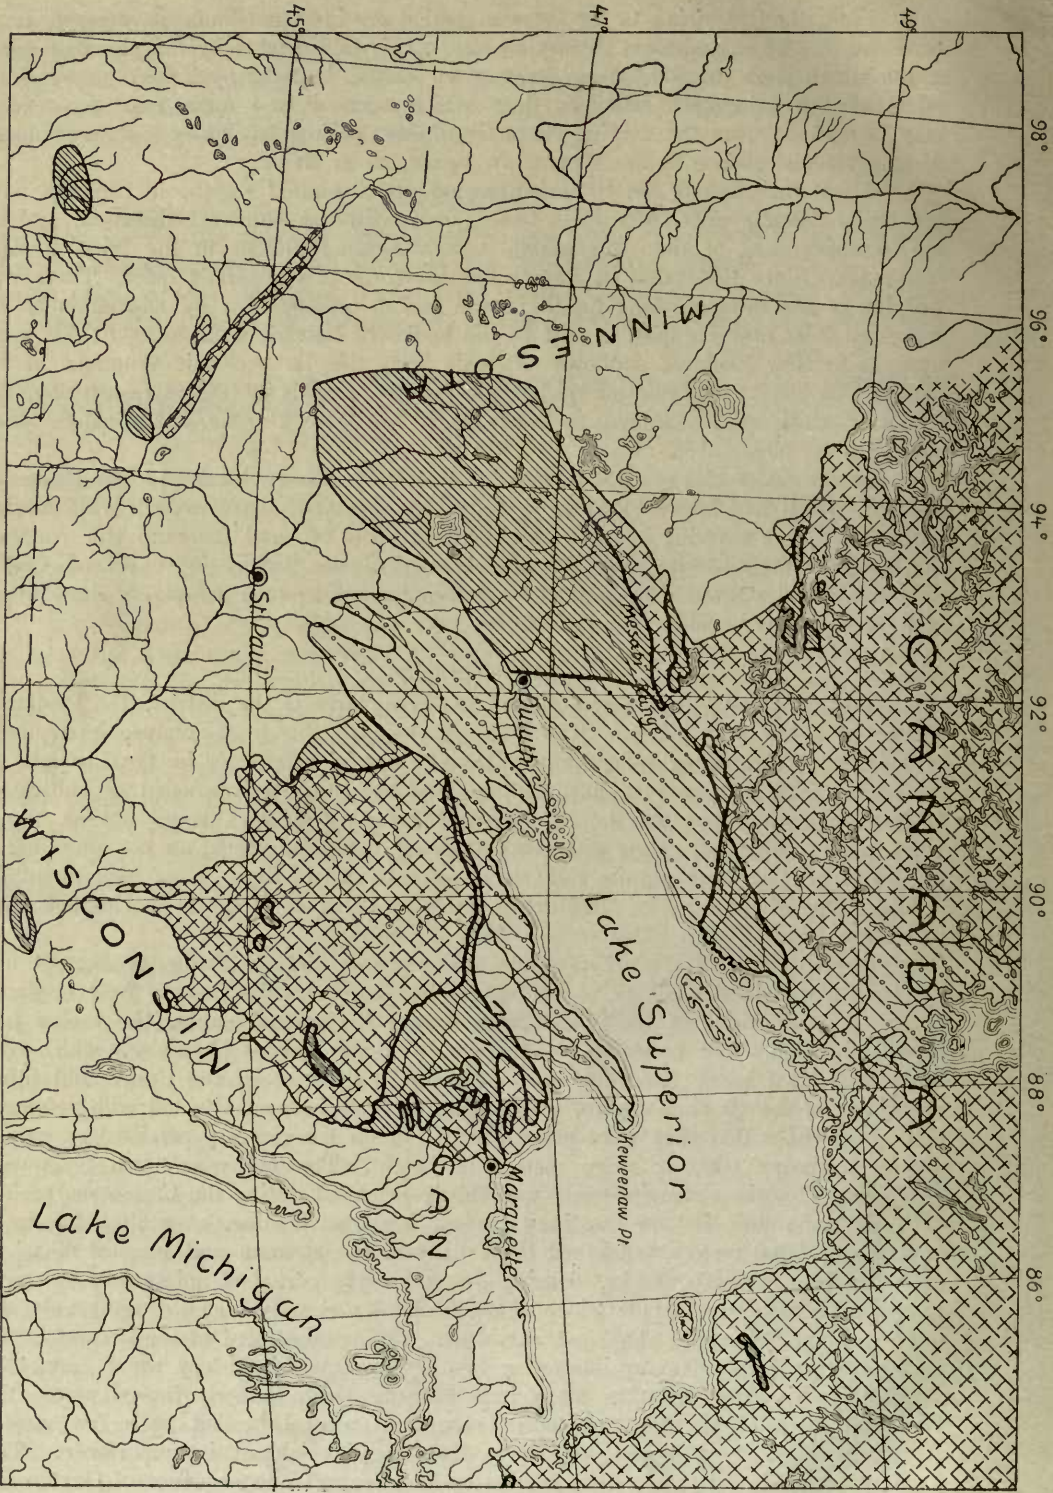 98°
96°
94°
92°
90°
88°
86°
49°
47°
45°
CANADA
MINNESOTA
Mesabi Range
Duluth
St.Paul
Lake Superior
Keweenaw Pt.
Marquette
WISCONSIN
GAN
Lake Michigan